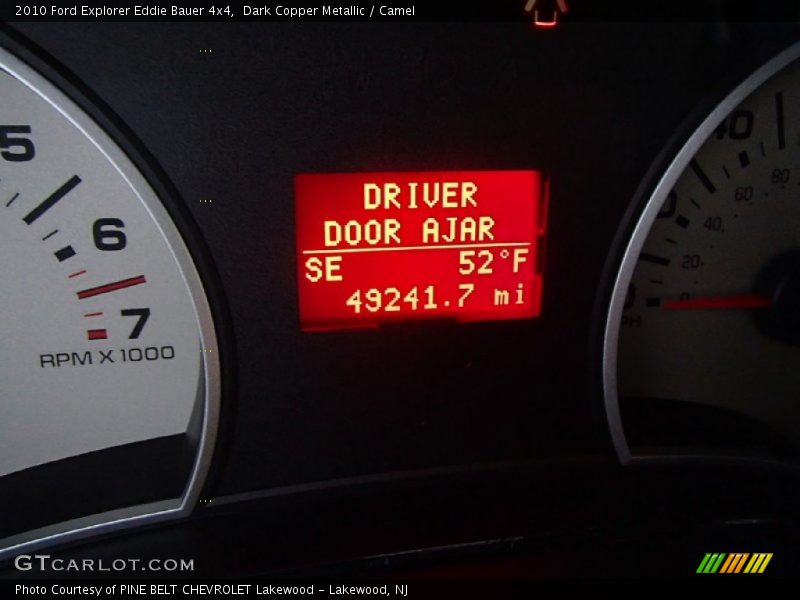 2010 Ford Explorer Eddie Bauer 4x4, Dark Copper Metallic / Camel
DRIVER
DOOR AJAR
SE 52°F
49241.7 mi
5
6
7
RPM X 1000
40
20
40
60
80
GTCARLOT.COM
Photo Courtesy of PINE BELT CHEVROLET Lakewood - Lakewood, NJ